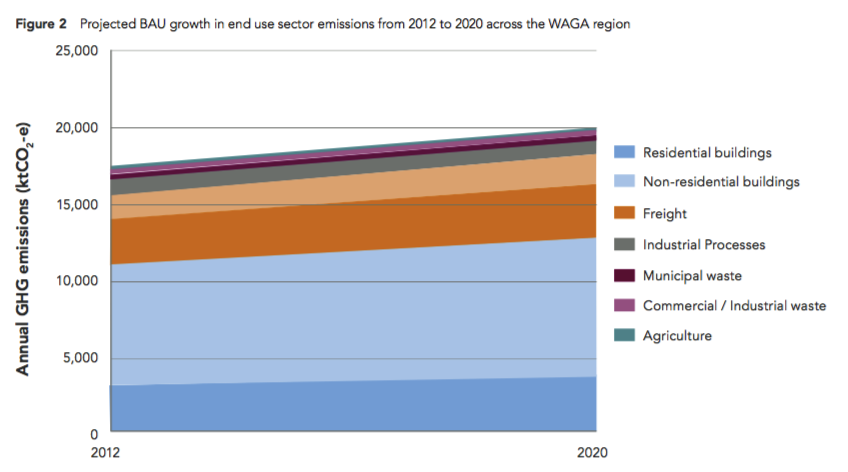 Figure 2 Projected BAU growth in end use sector emissions from 2012 to 2020 across the WAGA region
Annual GHG emissions (ktCO₂-e)
25,000
20,000
15,000
10,000
5,000
0
2012
2020
Residential buildings
Non-residential buildings
Freight
Industrial Processes
Municipal waste
Commercial / Industrial waste
Agriculture